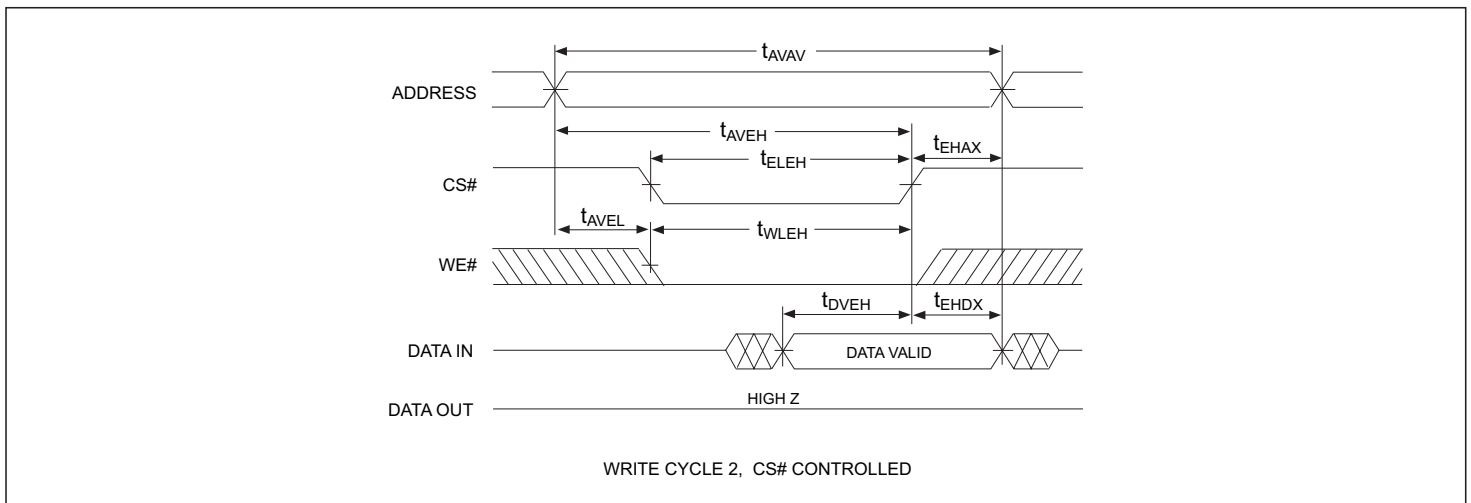 tAVAV
ADDRESS
tAVEH
tELEH
tEHAX
CS#
tAVEL
tWLEH
WE#
tDVEH
tEHDX
DATA IN
DATA VALID
HIGH Z
DATA OUT
WRITE CYCLE 2, CS# CONTROLLED